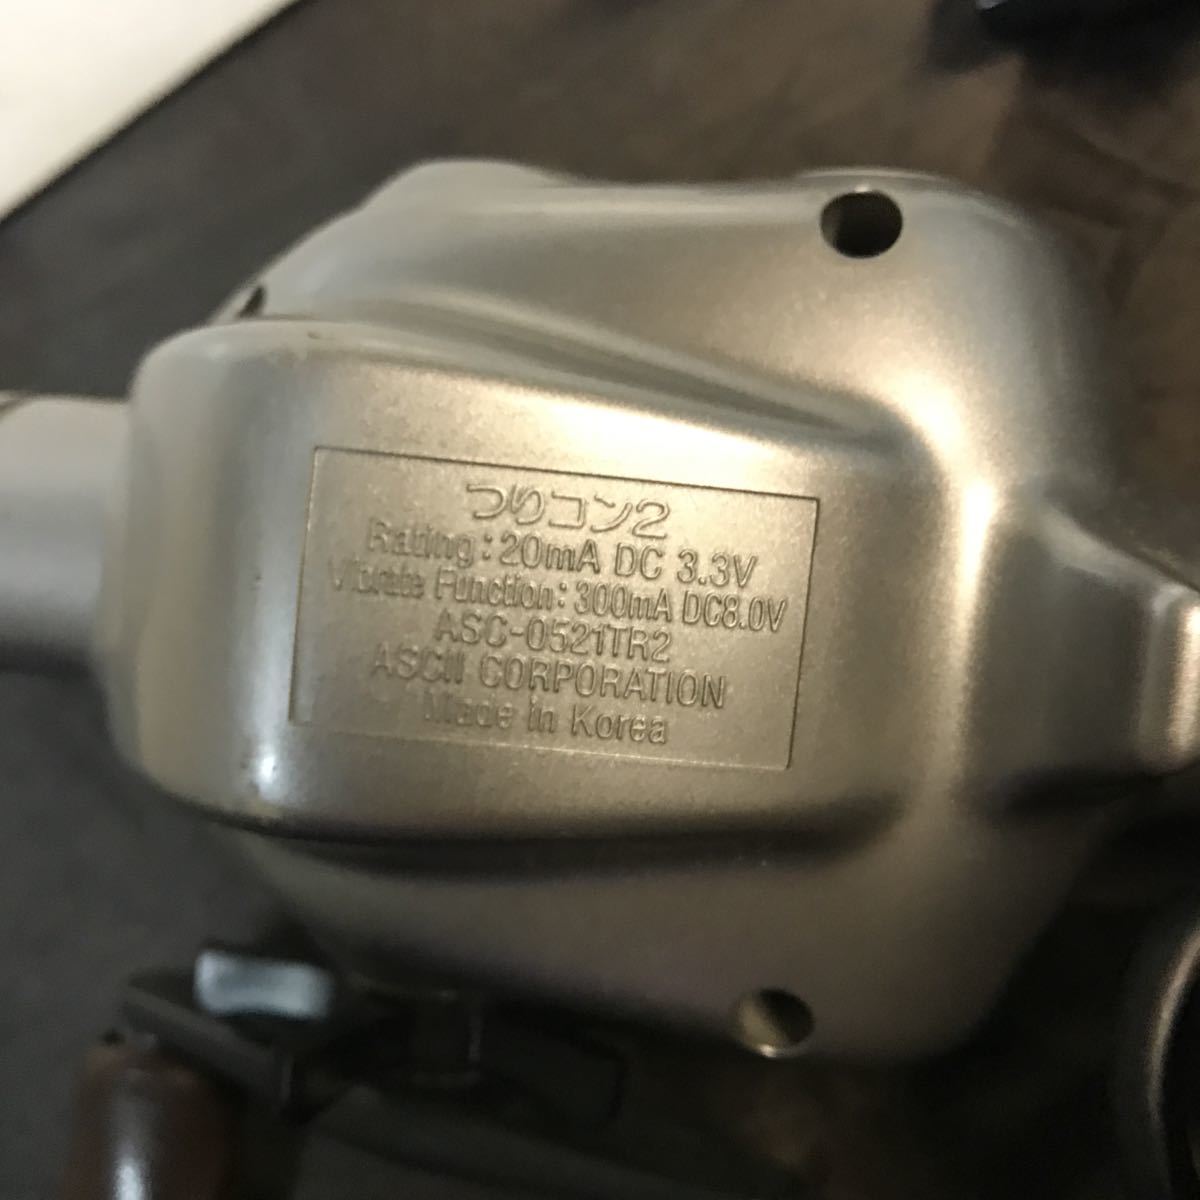 つりコン2
Rating: 20mA DC 3.3V
Vibrate Function: 300mA DC8.0V
ASC-0521TR2
ASCII CORPORATION
Made in Korea